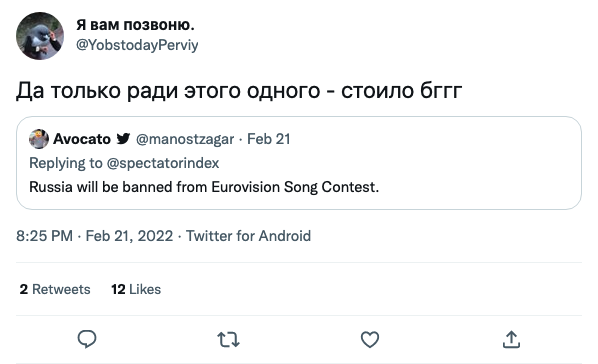 Я вам позвоню.
@YobstodayPerviy
Да только ради этого одного - стоило бггг
Avocato @manostzagar · Feb 21
Replying to @spectatorindex
Russia will be banned from Eurovision Song Contest.
8:25 PM · Feb 21, 2022 · Twitter for Android
2 Retweets 12 Likes